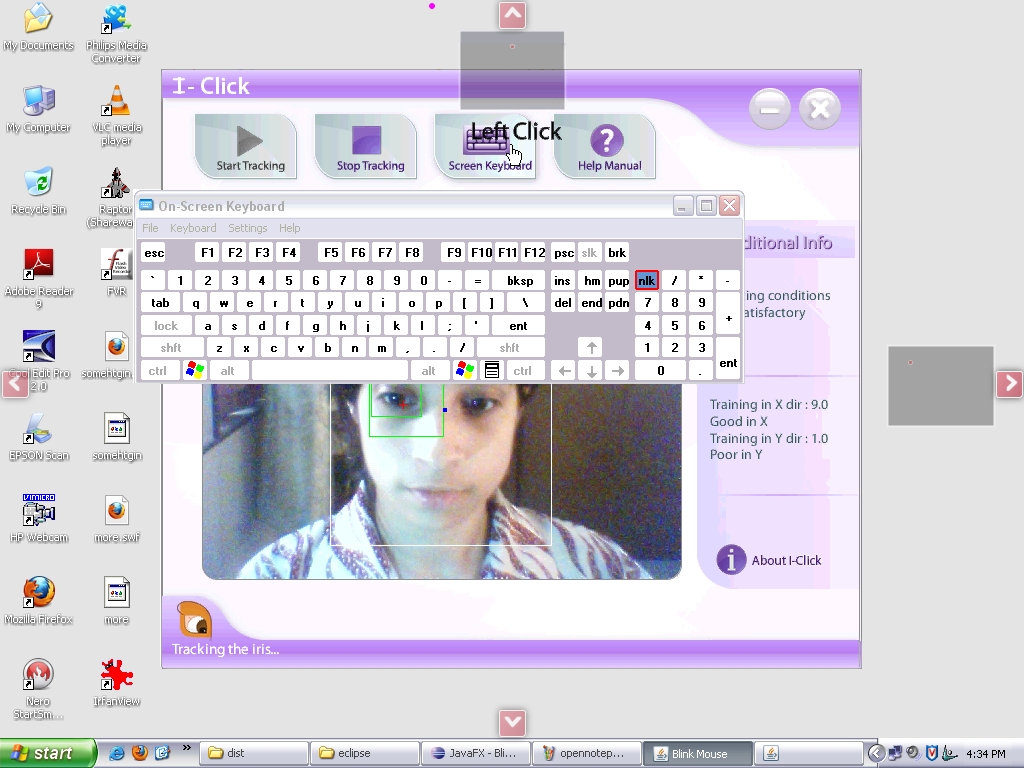 My Documents
Philips Media
Converter
My Computer
VLC media
player
Recycle Bin
Raptor
(Sharewa
Adobe Reader
9
Flash
Video
Recorder
FVR
Cool Edit Pro
2.0
somehtgin
EPSON Scan
somehtgin
VIMICRO
HP Webcam
more.swf
Mozilla Firefox
more
Nero
StartSm...
IrfanView
I- Click
Start Tracking
Stop Tracking
Screen Keyboard
Help Manual
Left Click
On-Screen Keyboard
File Keyboard Settings Help
esc F1 F2 F3 F4 F5 F6 F7 F8 F9 F10 F11 F12 psc slk brk
` 1 2 3 4 5 6 7 8 9 0 - = bksp ins hm pup nlk / * -
tab q w e r t y u i o p [ ] \ del end pdn 7 8 9 +
lock a s d f g h j k l ; ' ent 4 5 6
shft z x c v b n m , . / shft ↑ 1 2 3 ent
ctrl alt alt ctrl ← ↓ → 0 .
ditional Info
ing conditions
atisfactory
Training in X dir : 9.0
Good in X
Training in Y dir : 1.0
Poor in Y
i About I-Click
Tracking the iris...
start
»
dist
eclipse
JavaFX - Bli...
opennotep...
Blink Mouse
4:34 PM